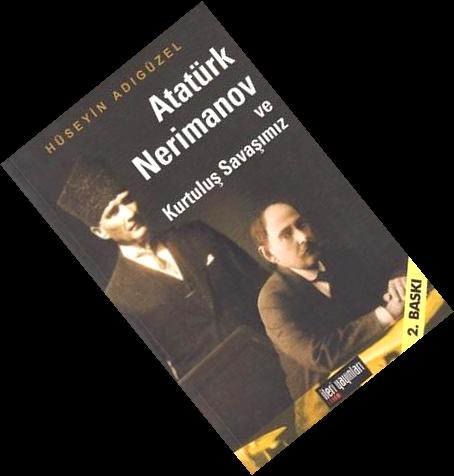 HÜSEYİN ADIGÜZEL
Atatürk
Nerimanov
ve
Kurtuluş Savaşımız
2. BASKI
ileri yayınları